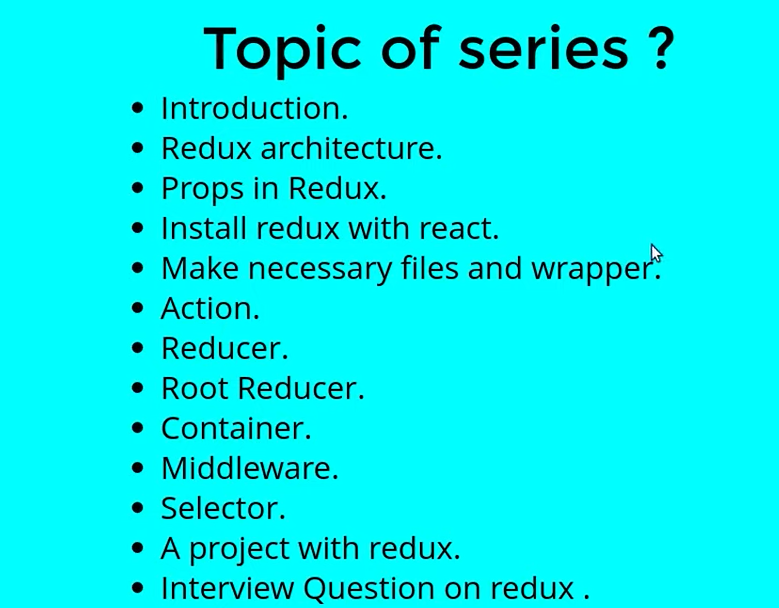 Topic of series ?
• Introduction.
• Redux architecture.
• Props in Redux.
• Install redux with react.
• Make necessary files and wrapper.
• Action.
• Reducer.
• Root Reducer.
• Container.
• Middleware.
• Selector.
• A project with redux.
• Interview Question on redux .